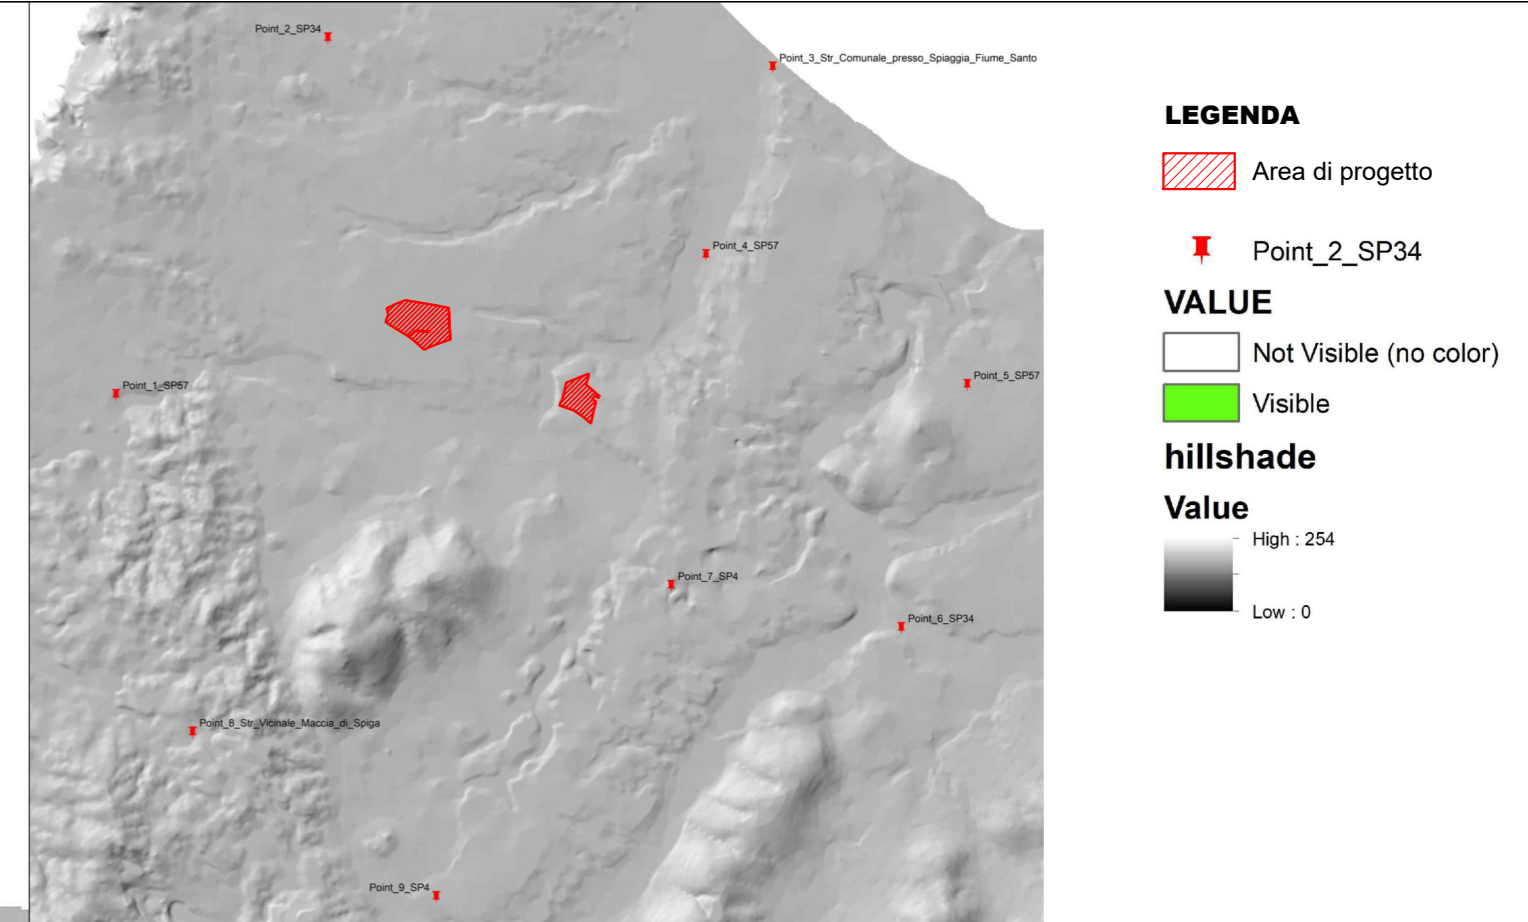 Point_2_SP34
Point_3_Str_Comunale_presso_Spiaggia_Fiume_Santo
Point_4_SP57
Point_1_SP57
Point_5_SP57
Point_7_SP4
Point_6_SP34
Point_8_Str_Vicinale_Maccia_di_Spiga
Point_9_SP4
LEGENDA
Area di progetto
Point_2_SP34
VALUE
Not Visible (no color)
Visible
hillshade
Value
High : 254
Low : 0